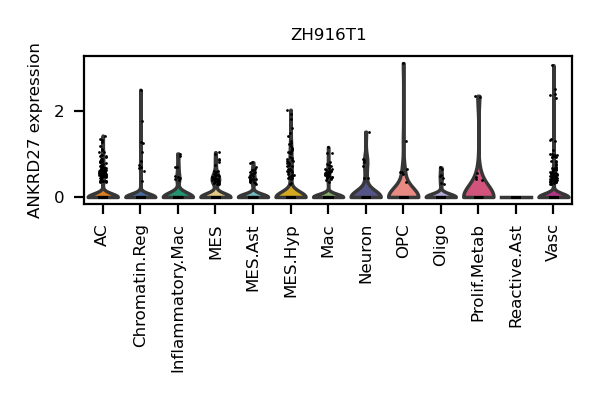 ZH916T1
ANKRD27 expression
2
0
AC
Chromatin.Reg
Inflammatory.Mac
MES
MES.Ast
MES.Hyp
Mac
Neuron
OPC
Oligo
Prolif.Metab
Reactive.Ast
Vasc